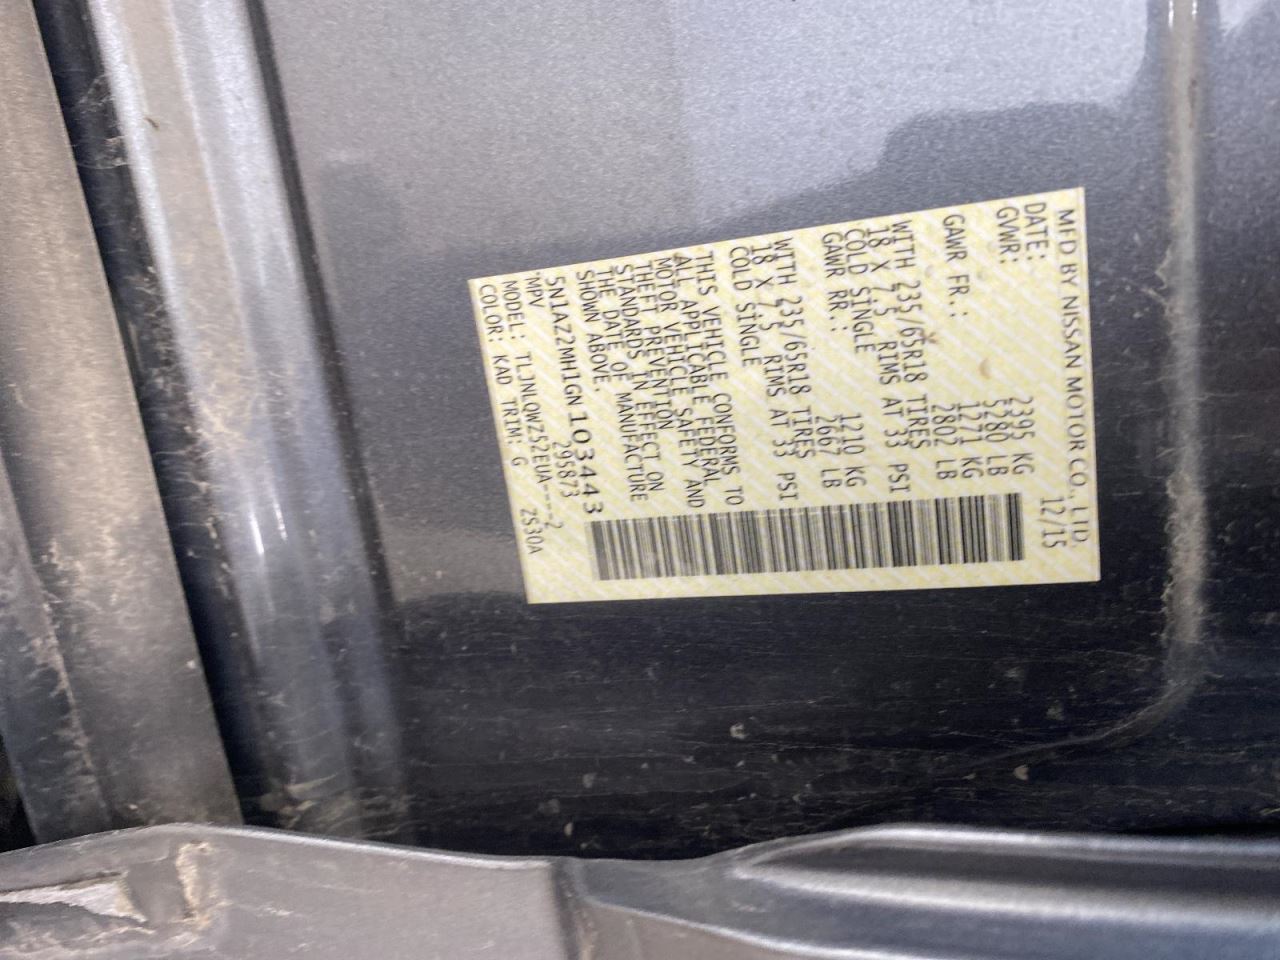 MFD BY NISSAN MOTOR CO., LTD.
DATE: 12/15
GVWR: 2395 KG
5280 LB
GAWR FR.: 1271 KG
2802 LB
WITH 235/65R18 TIRES
18 X 7.5 RIMS AT 33 PSI
COLD SINGLE
GAWR RR.: 1210 KG
2667 LB
WITH 235/65R18 TIRES
18 X 7.5 RIMS AT 33 PSI
COLD SINGLE
THIS VEHICLE CONFORMS TO
ALL APPLICABLE FEDERAL
MOTOR VEHICLE SAFETY AND
THEFT PREVENTION
STANDARDS IN EFFECT ON
THE DATE OF MANUFACTURE
SHOWN ABOVE.
5N1AZ2MH1GN103443
MPV 295873
MODEL: TLJNLQWZ52EUA----2
COLOR: KAD TRIM: G ZS30A